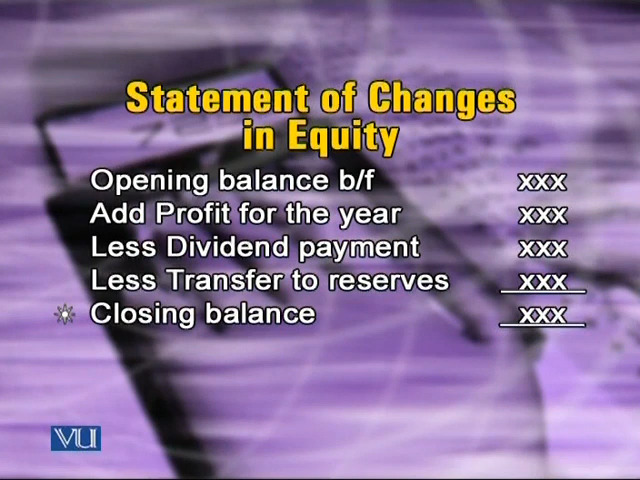 Statement of Changes
in Equity
Opening balance b/f xxx
Add Profit for the year xxx
Less Dividend payment xxx
Less Transfer to reserves xxx
Closing balance xxx
VU